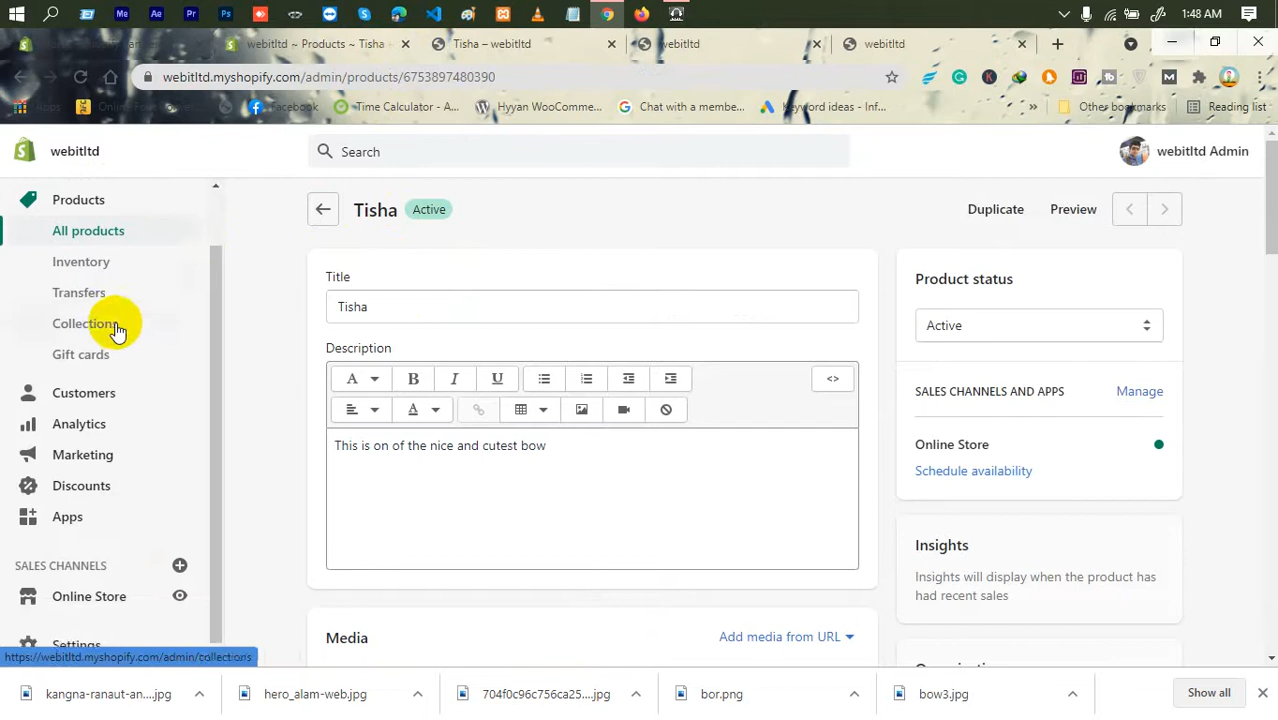 1:48 AM
webitltd ~ Products ~ Tisha
Tisha – webitltd
webitltd
webitltd
webitltd.myshopify.com/admin/products/6753897480390
Apps
Facebook
Time Calculator - A...
Hyyan WooComme...
Chat with a membe...
Keyword ideas - Inf...
»
Other bookmarks
Reading list
webitltd
Search
webitltd Admin
Products
All products
Inventory
Transfers
Collections
Gift cards
Customers
Analytics
Marketing
Discounts
Apps
SALES CHANNELS
Online Store
Settings
https://webitltd.myshopify.com/admin/collections
Tisha
Active
Duplicate
Preview
Title
Tisha
Description
A
B
I
U
<>
A
This is on of the nice and cutest bow
Media
Add media from URL
Product status
Active
SALES CHANNELS AND APPS
Manage
Online Store
Schedule availability
Insights
Insights will display when the product has
had recent sales
kangna-ranaut-an....jpg
hero_alam-web.jpg
704f0c96c756ca25....jpg
bor.png
bow3.jpg
Show all